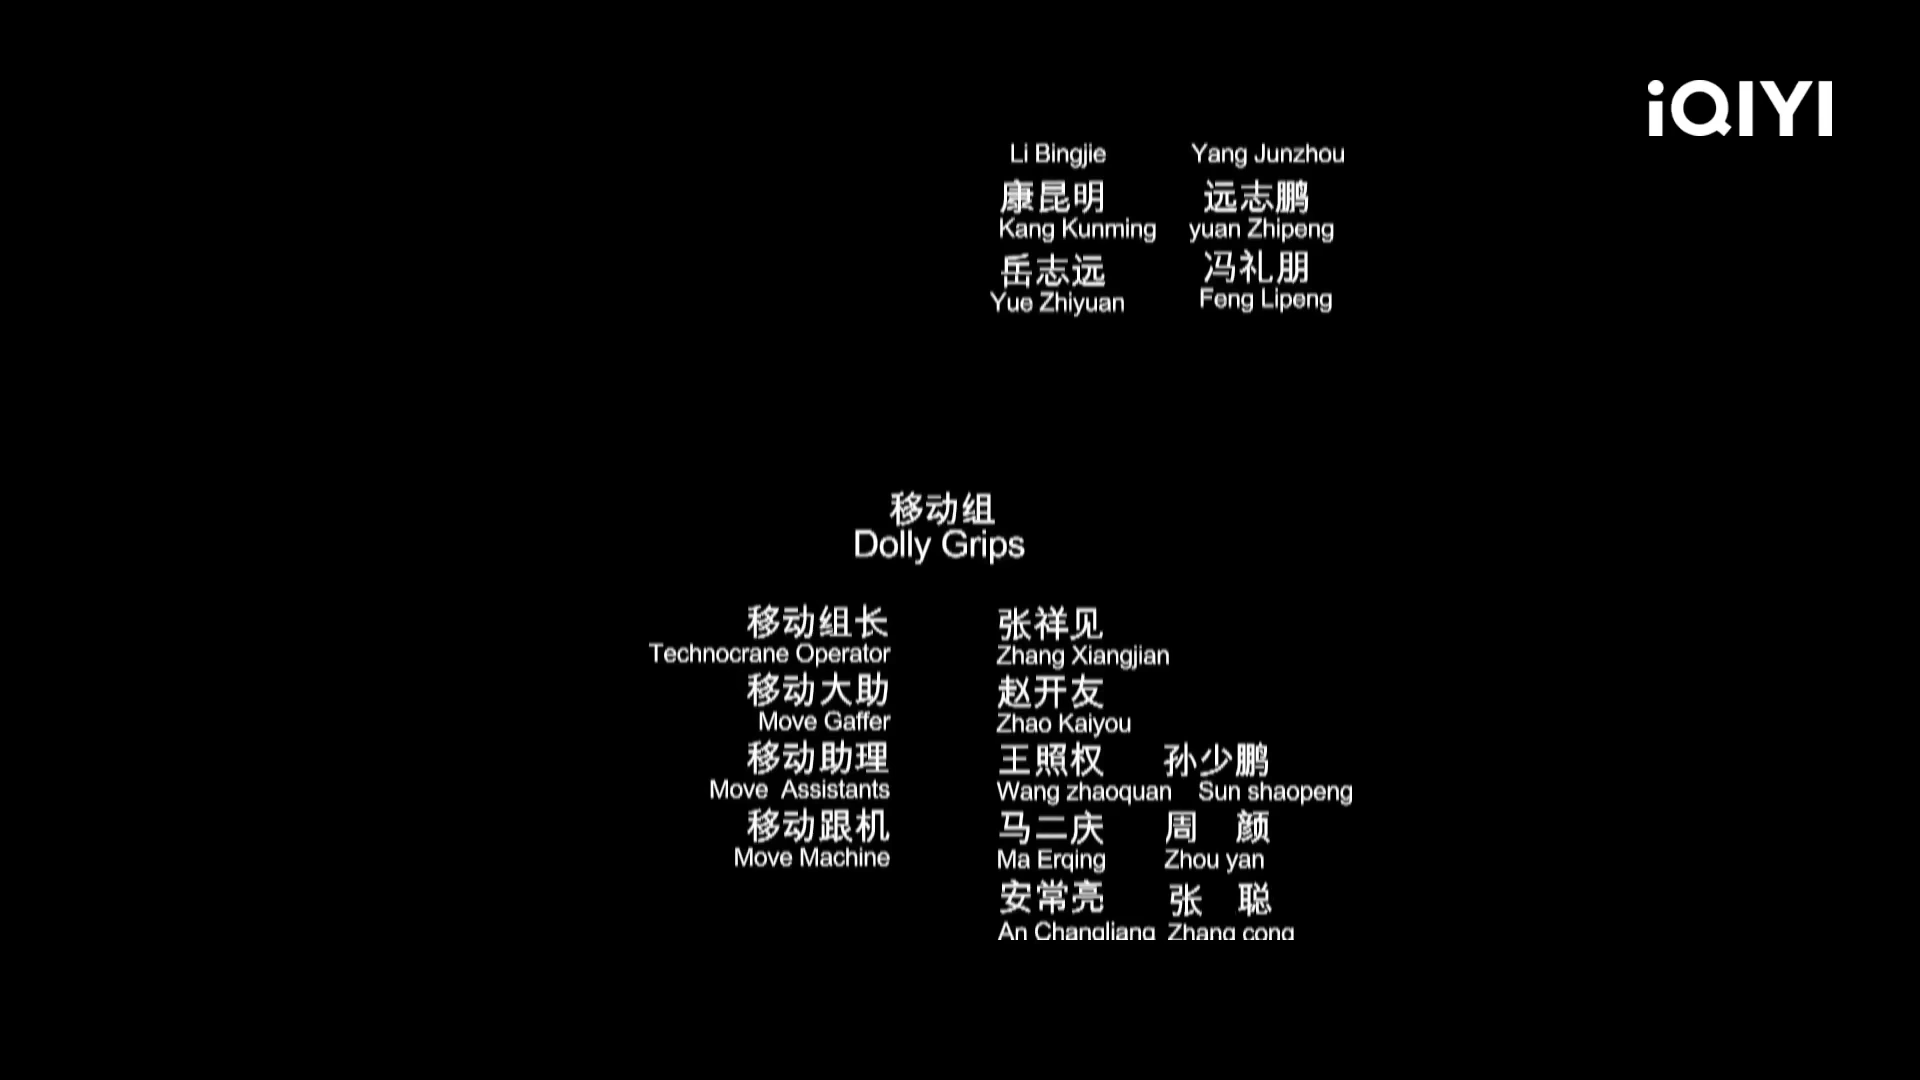 iQIYI
Li Bingjie Yang Junzhou
康昆明 远志鹏
Kang Kunming yuan Zhipeng
岳志远 冯礼朋
Yue Zhiyuan Feng Lipeng
移动组
Dolly Grips
移动组长 张祥见
Technocrane Operator Zhang Xiangjian
移动大助 赵开友
Move Gaffer Zhao Kaiyou
移动助理 王照权 孙少鹏
Move Assistants Wang zhaoquan Sun shaopeng
移动跟机 马二庆 周 颜
Move Machine Ma Erqing Zhou yan
安常亮 张 聪
An Changliang Zhang cong